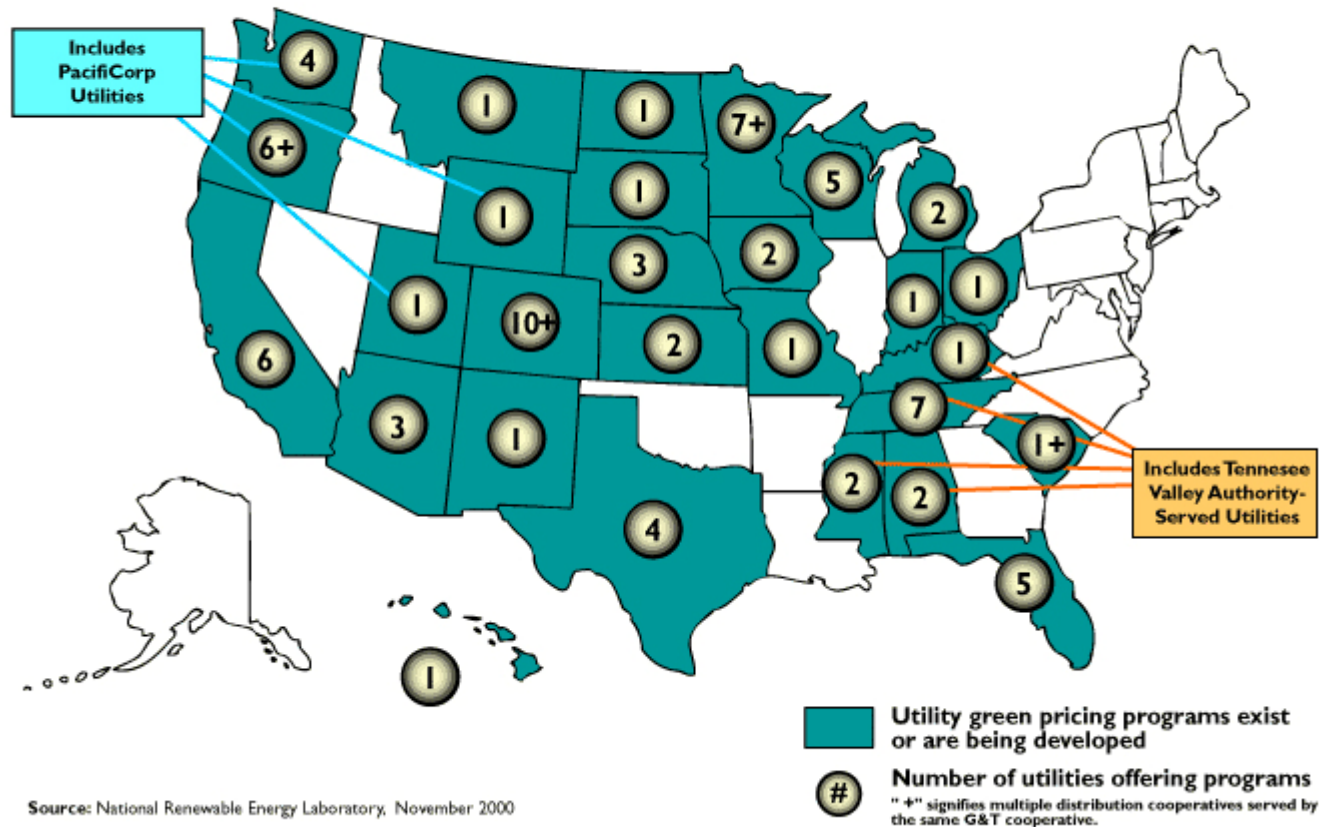 Includes
PacifiCorp
Utilities
4
1
1
7+
6+
5
1
1
2
3
2
1
1
1
10+
2
1
6
1
7
3
1
1+
2
2
4
5
1
Includes Tennesee
Valley Authority-
Served Utilities
Utility green pricing programs exist
or are being developed
#
Number of utilities offering programs
" +" signifies multiple distribution cooperatives served by
the same G&T cooperative.
Source: National Renewable Energy Laboratory, November 2000